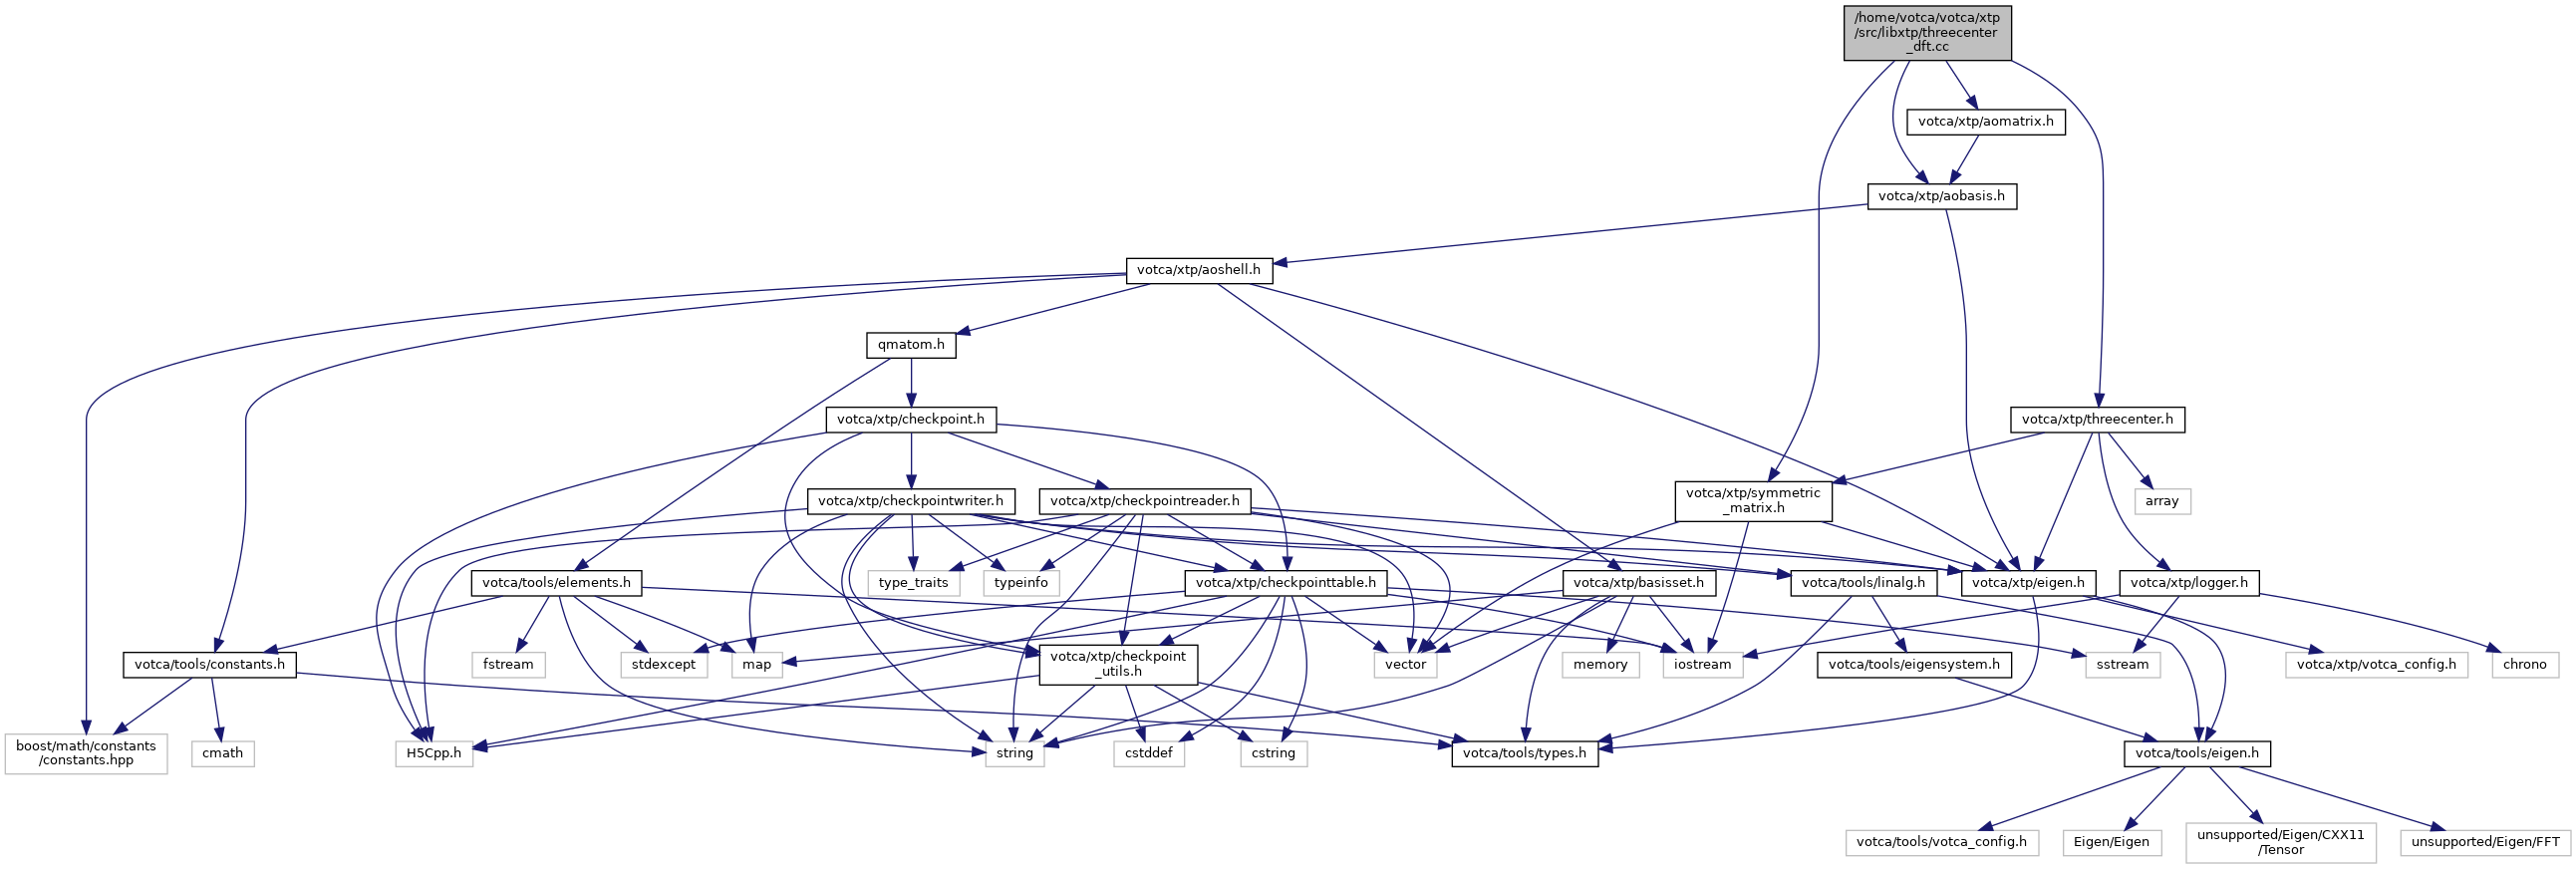 /home/votca/votca/xtp
/src/libxtp/threecenter
_dft.cc
votca/xtp/aomatrix.h
votca/xtp/aobasis.h
votca/xtp/aoshell.h
qmatom.h
votca/xtp/checkpoint.h
votca/xtp/threecenter.h
votca/xtp/checkpointwriter.h
votca/xtp/checkpointreader.h
votca/xtp/symmetric
_matrix.h
array
votca/tools/elements.h
type_traits
typeinfo
votca/xtp/checkpointtable.h
votca/xtp/basisset.h
votca/tools/linalg.h
votca/xtp/eigen.h
votca/xtp/logger.h
votca/tools/constants.h
fstream
stdexcept
map
votca/xtp/checkpoint
_utils.h
vector
memory
iostream
votca/tools/eigensystem.h
sstream
votca/xtp/votca_config.h
chrono
boost/math/constants
/constants.hpp
cmath
H5Cpp.h
string
cstddef
cstring
votca/tools/types.h
votca/tools/eigen.h
votca/tools/votca_config.h
Eigen/Eigen
unsupported/Eigen/CXX11
/Tensor
unsupported/Eigen/FFT